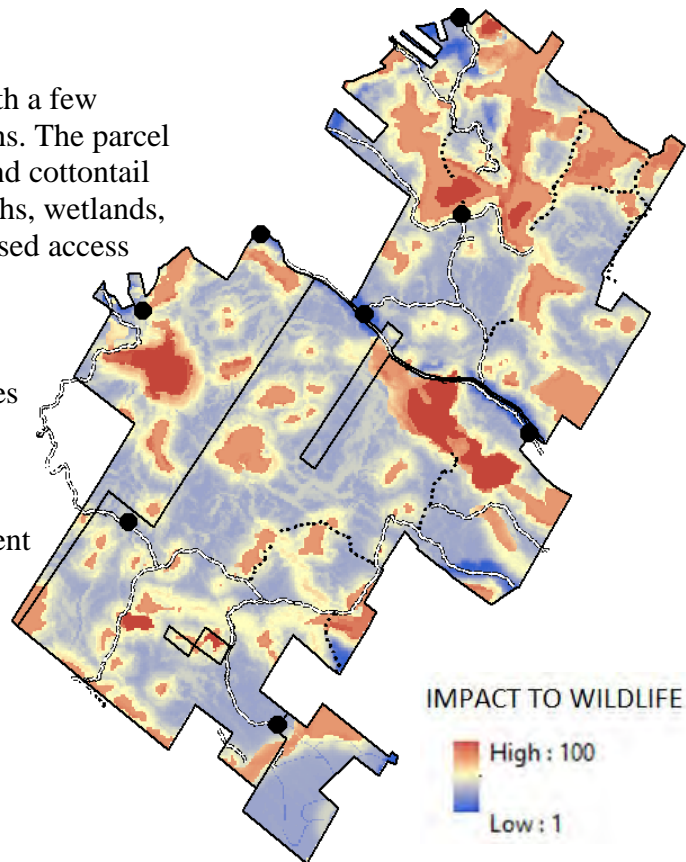 th a few
ns. The parcel
nd cottontail
hs, wetlands,
sed access
es
ent
IMPACT TO WILDLIFE
High : 100
Low : 1